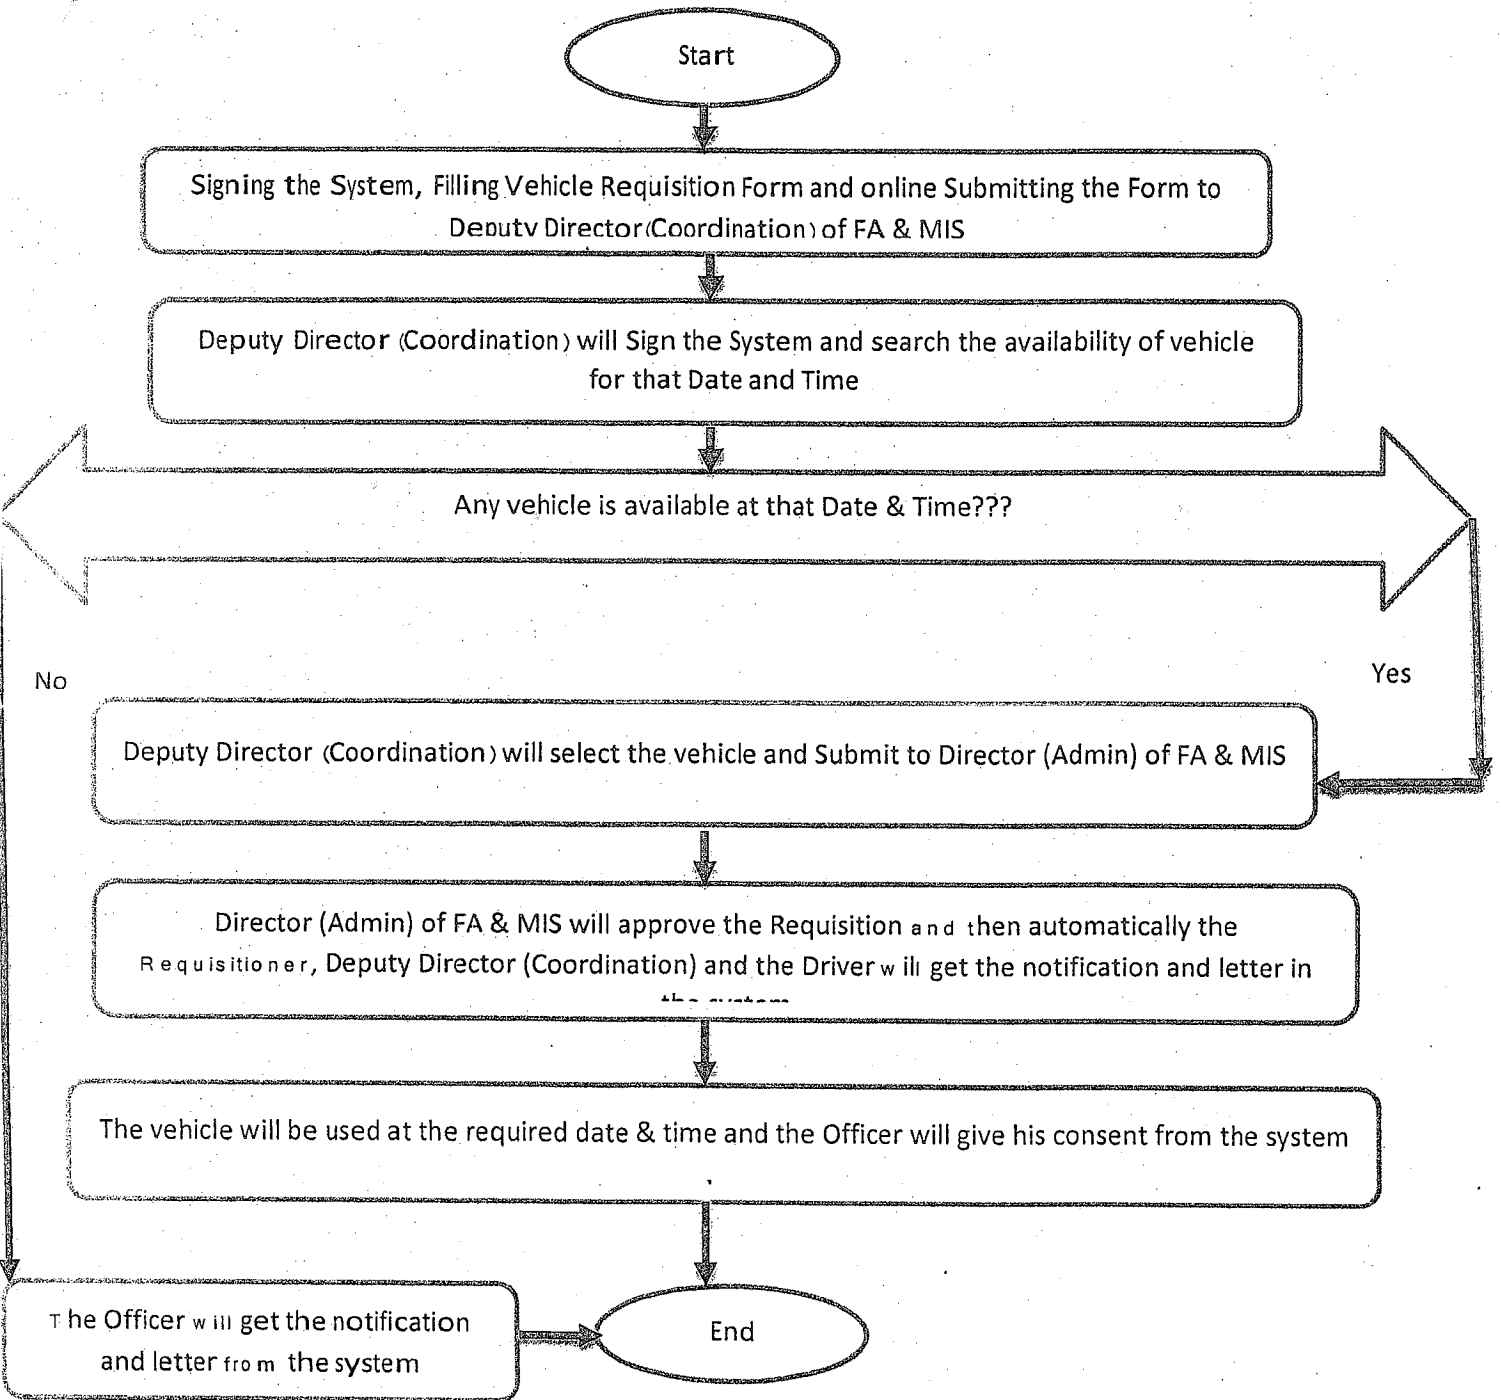 Start
Signing the System, Filling Vehicle Requisition Form and online Submitting the Form to
Deputy Director (Coordination) of FA & MIS
Deputy Director (Coordination) will Sign the System and search the availability of vehicle
for that Date and Time
Any vehicle is available at that Date & Time???
No
Yes
Deputy Director (Coordination) will select the vehicle and Submit to Director (Admin) of FA & MIS
Director (Admin) of FA & MIS will approve the Requisition and then automatically the
Requisitioner, Deputy Director (Coordination) and the Driver will get the notification and letter in
the system
The vehicle will be used at the required date & time and the Officer will give his consent from the system
The Officer will get the notification
and letter from the system
End